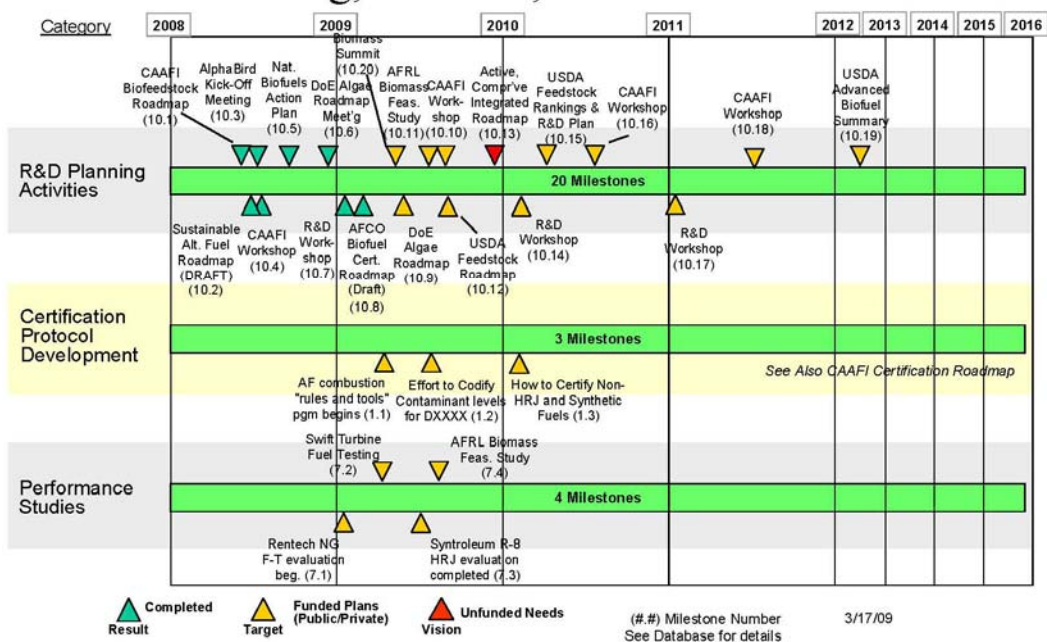 Category
2008
2009
2010
2011
2012
2013
2014
2015
2016
CAAFI
Biofeedstock
Roadmap
(10.1)
AlphaBird
Kick-Off
Meeting
(10.3)
Nat.
Biofuels
Action
Plan
(10.5)
DoE Algae
Roadmap
Meet'g
(10.6)
Biomass
Summit
(10.20)
AFRL
Biomass
Feas.
Study
(10.11)
CAAFI
Work-
shop
(10.10)
Active,
Compr've
Integrated
Roadmap
(10.13)
USDA
Feedstock
Rankings &
R&D Plan
(10.15)
CAAFI
Workshop
(10.16)
CAAFI
Workshop
(10.18)
USDA
Advanced
Biofuel
Summary
(10.19)
R&D Planning
Activities
20 Milestones
Sustainable
Alt. Fuel
Roadmap
(DRAFT)
(10.2)
CAAFI
Workshop
(10.4)
R&D
Work-
shop
(10.7)
AFCO
Biofuel
Cert.
Roadmap
(Draft)
(10.8)
DoE
Algae
Roadmap
(10.9)
USDA
Feedstock
Roadmap
(10.12)
R&D
Workshop
(10.14)
R&D
Workshop
(10.17)
Certification
Protocol
Development
3 Milestones
See Also CAAFI Certification Roadmap
AF combustion
"rules and tools"
pgm begins (1.1)
Effort to Codify
Contaminant levels
for DXXXX (1.2)
How to Certify Non-
HRJ and Synthetic
Fuels (1.3)
Swift Turbine
Fuel Testing
(7.2)
AFRL Biomass
Feas. Study
(7.4)
Performance
Studies
4 Milestones
Rentech NG
F-T evaluation
beg. (7.1)
Syntroleum R-8
HRJ evaluation
completed (7.3)
Completed
Result
Funded Plans
(Public/Private)
Target
Unfunded Needs
Vision
(#.#) Milestone Number
See Database for details
3/17/09